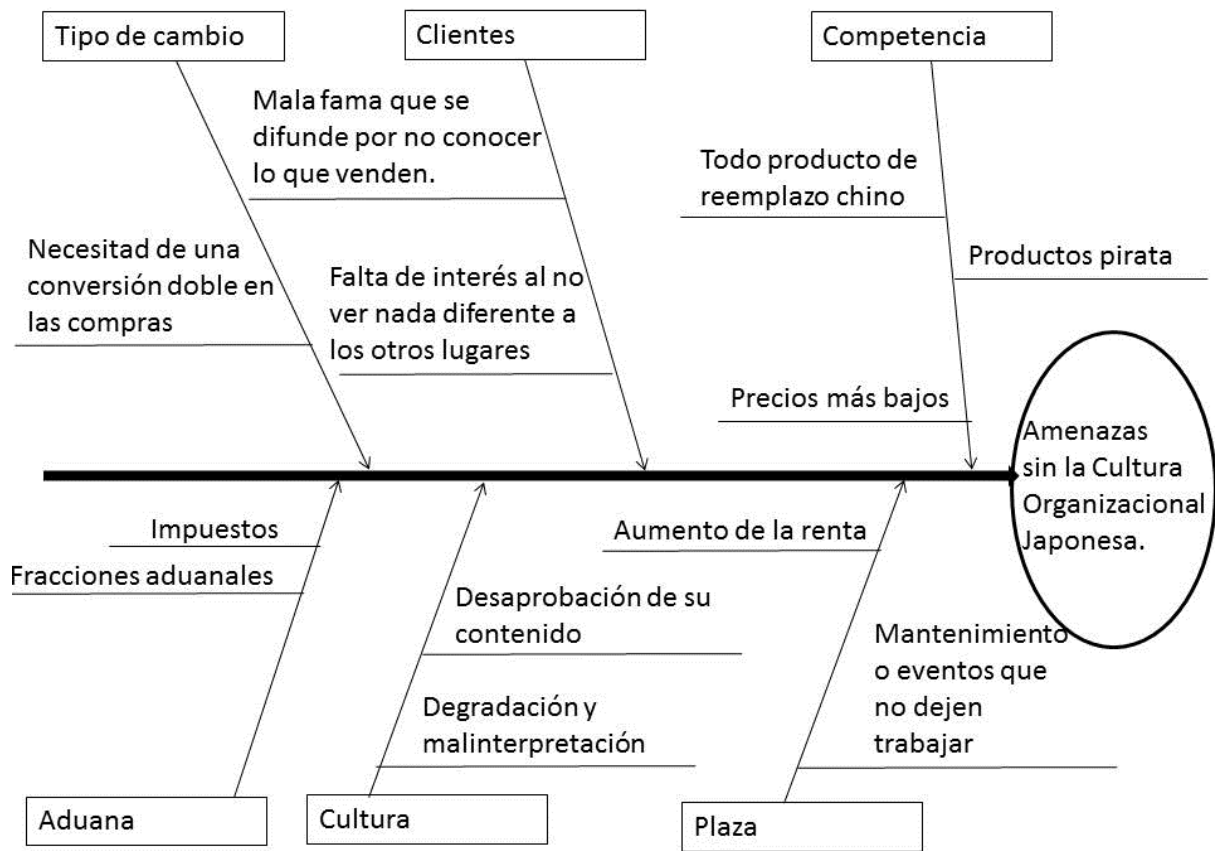 Tipo de cambio
Clientes
Competencia
Mala fama que se
difunde por no conocer
lo que venden.
Todo producto de
reemplazo chino
Necesitad de una
conversión doble en
las compras
Falta de interés al no
ver nada diferente a
los otros lugares
Productos pirata
Precios más bajos
Amenazas
sin la Cultura
Organizacional
Japonesa.
Impuestos
Fracciones aduanales
Aumento de la renta
Desaprobación de su
contenido
Degradación y
malinterpretación
Mantenimiento
o eventos que
no dejen
trabajar
Aduana
Cultura
Plaza